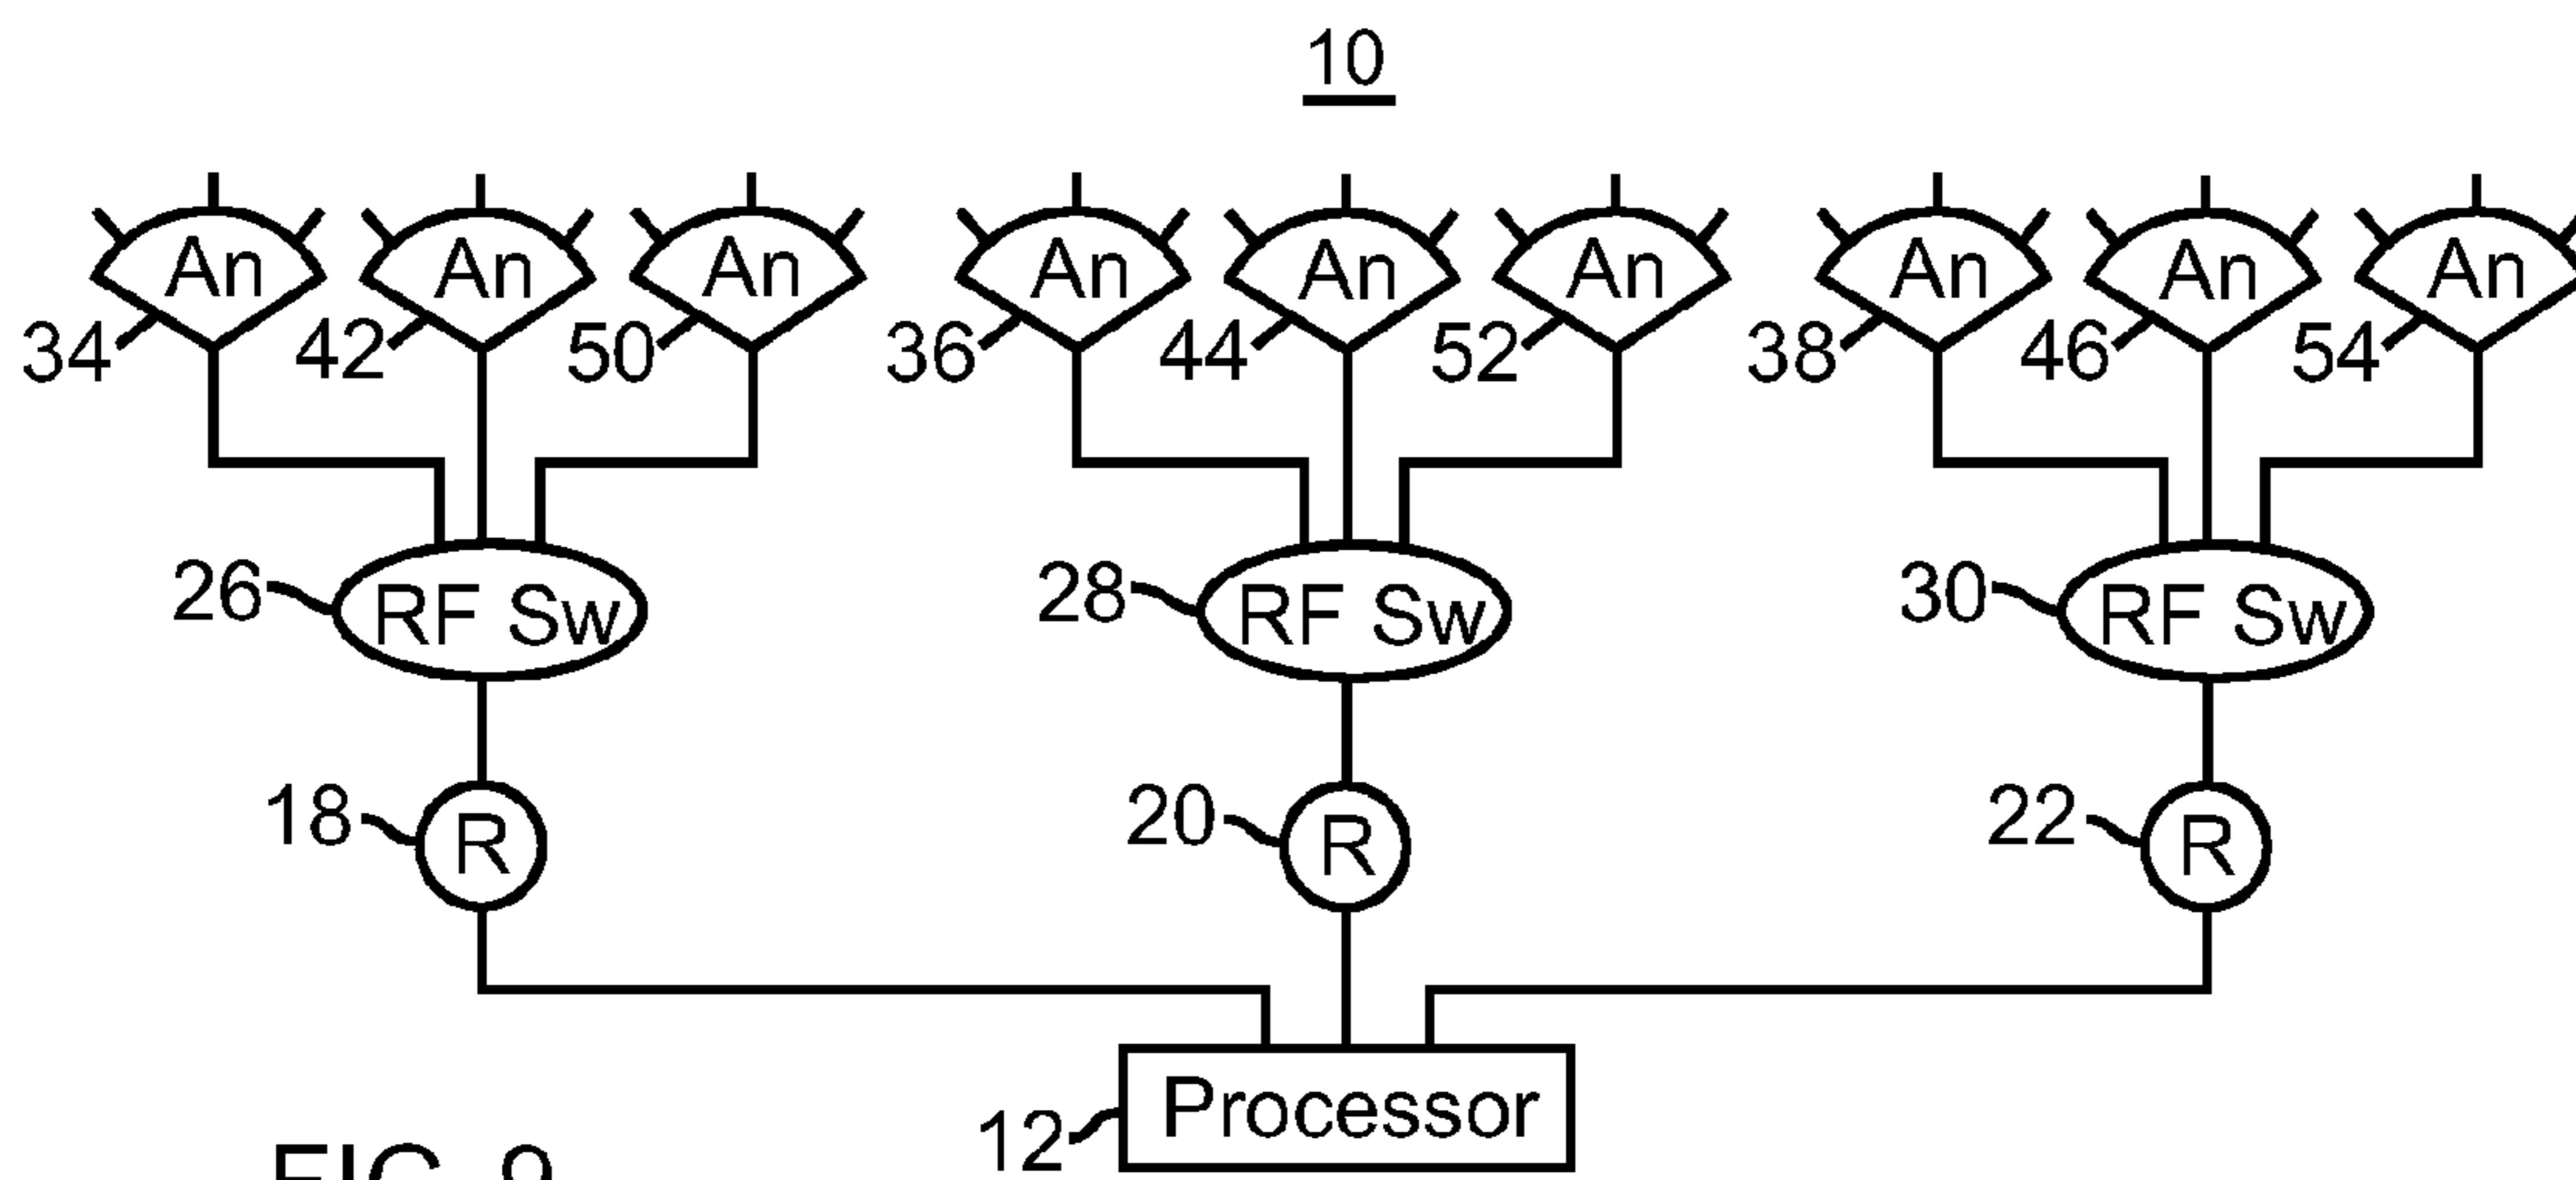 10
An An An An An An An An An
34 42 50 36 44 52 38 46 54
26 RF Sw 28 RF Sw 30 RF Sw
18 R 20 R 22 R
12 Processor
FIG.